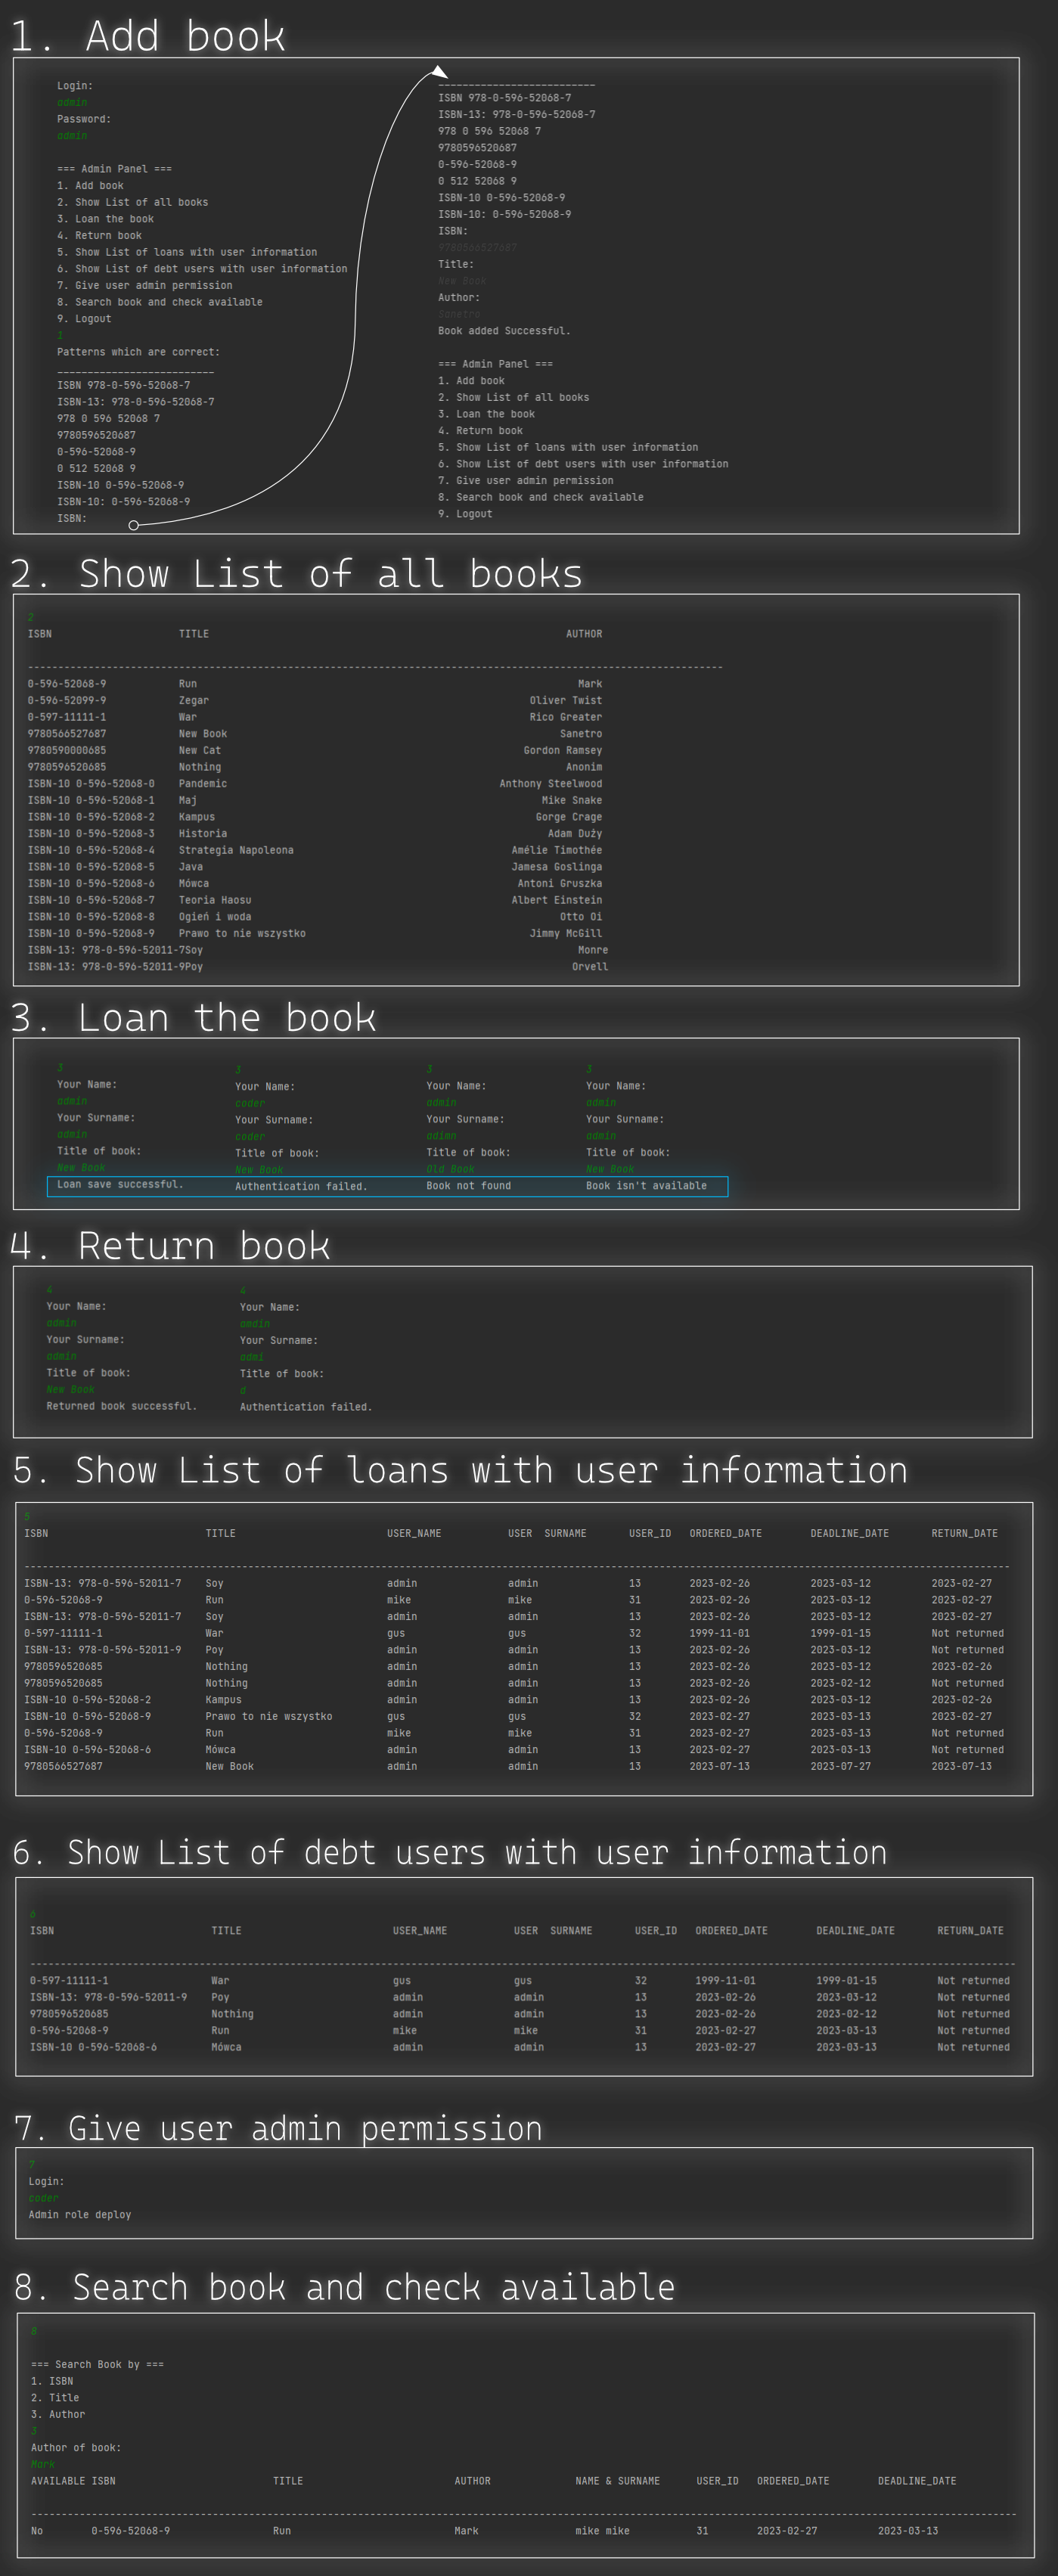 1. Add book
Login:
admin
Password:
admin
=== Admin Panel ===
1. Add book
2. Show List of all books
3. Loan the book
4. Return book
5. Show List of loans with user information
6. Show List of debt users with user information
7. Give user admin permission
8. Search book and check available
9. Logout
1
Patterns which are correct:
__________________________
ISBN 978-0-596-52068-7
ISBN-13: 978-0-596-52068-7
978 0 596 52068 7
9780596520687
0-596-52068-9
0 512 52068 9
ISBN-10 0-596-52068-9
ISBN-10: 0-596-52068-9
ISBN:
__________________________
ISBN 978-0-596-52068-7
ISBN-13: 978-0-596-52068-7
978 0 596 52068 7
9780596520687
0-596-52068-9
0 512 52068 9
ISBN-10 0-596-52068-9
ISBN-10: 0-596-52068-9
ISBN:
9780566527687
Title:
New Book
Author:
Sanetro
Book added Successful.
=== Admin Panel ===
1. Add book
2. Show List of all books
3. Loan the book
4. Return book
5. Show List of loans with user information
6. Show List of debt users with user information
7. Give user admin permission
8. Search book and check available
9. Logout
2. Show List of all books
2
ISBN TITLE AUTHOR
-------------------------------------------------------------------------------------------------------------------
0-596-52068-9 Run Mark
0-596-52099-9 Zegar Oliver Twist
0-597-11111-1 War Rico Greater
9780566527687 New Book Sanetro
9780590000685 New Cat Gordon Ramsey
9780596520685 Nothing Anonim
ISBN-10 0-596-52068-0 Pandemic Anthony Steelwood
ISBN-10 0-596-52068-1 Maj Mike Snake
ISBN-10 0-596-52068-2 Kampus Gorge Crage
ISBN-10 0-596-52068-3 Historia Adam Duży
ISBN-10 0-596-52068-4 Strategia Napoleona Amélie Timothée
ISBN-10 0-596-52068-5 Java Jamesa Goslinga
ISBN-10 0-596-52068-6 Mówca Antoni Gruszka
ISBN-10 0-596-52068-7 Teoria Haosu Albert Einstein
ISBN-10 0-596-52068-8 Ogień i woda Otto Oi
ISBN-10 0-596-52068-9 Prawo to nie wszystko Jimmy McGill
ISBN-13: 978-0-596-52011-7Soy Monre
ISBN-13: 978-0-596-52011-9Poy Orvell
3. Loan the book
3
Your Name:
admin
Your Surname:
admin
Title of book:
New Book
Loan save successful.
3
Your Name:
coder
Your Surname:
coder
Title of book:
New Book
Authentication failed.
3
Your Name:
admin
Your Surname:
adimn
Title of book:
Old Book
Book not found
3
Your Name:
admin
Your Surname:
admin
Title of book:
New Book
Book isn't available
4. Return book
4
Your Name:
admin
Your Surname:
admin
Title of book:
New Book
Returned book successful.
4
Your Name:
amdin
Your Surname:
admi
Title of book:
d
Authentication failed.
5. Show List of loans with user information
5
ISBN TITLE USER_NAME USER SURNAME USER_ID ORDERED_DATE DEADLINE_DATE RETURN_DATE
-------------------------------------------------------------------------------------------------------------------------------------------------------------------
ISBN-13: 978-0-596-52011-7 Soy admin admin 13 2023-02-26 2023-03-12 2023-02-27
0-596-52068-9 Run mike mike 31 2023-02-26 2023-03-12 2023-02-27
ISBN-13: 978-0-596-52011-7 Soy admin admin 13 2023-02-26 2023-03-12 2023-02-27
0-597-11111-1 War gus gus 32 1999-11-01 1999-01-15 Not returned
ISBN-13: 978-0-596-52011-9 Poy admin admin 13 2023-02-26 2023-03-12 Not returned
9780596520685 Nothing admin admin 13 2023-02-26 2023-03-12 2023-02-26
9780596520685 Nothing admin admin 13 2023-02-26 2023-02-12 Not returned
ISBN-10 0-596-52068-2 Kampus admin admin 13 2023-02-26 2023-03-12 2023-02-26
ISBN-10 0-596-52068-9 Prawo to nie wszystko gus gus 32 2023-02-27 2023-03-13 2023-02-27
0-596-52068-9 Run mike mike 31 2023-02-27 2023-03-13 Not returned
ISBN-10 0-596-52068-6 Mówca admin admin 13 2023-02-27 2023-03-13 Not returned
9780566527687 New Book admin admin 13 2023-07-13 2023-07-27 2023-07-13
6. Show List of debt users with user information
6
ISBN TITLE USER_NAME USER SURNAME USER_ID ORDERED_DATE DEADLINE_DATE RETURN_DATE
-------------------------------------------------------------------------------------------------------------------------------------------------------------------
0-597-11111-1 War gus gus 32 1999-11-01 1999-01-15 Not returned
ISBN-13: 978-0-596-52011-9 Poy admin admin 13 2023-02-26 2023-03-12 Not returned
9780596520685 Nothing admin admin 13 2023-02-26 2023-02-12 Not returned
0-596-52068-9 Run mike mike 31 2023-02-27 2023-03-13 Not returned
ISBN-10 0-596-52068-6 Mówca admin admin 13 2023-02-27 2023-03-13 Not returned
7. Give user admin permission
7
Login:
coder
Admin role deploy
8. Search book and check available
8
=== Search Book by ===
1. ISBN
2. Title
3. Author
3
Author of book:
Mark
AVAILABLE ISBN TITLE AUTHOR NAME & SURNAME USER_ID ORDERED_DATE DEADLINE_DATE
-------------------------------------------------------------------------------------------------------------------------------------------------------------------
No 0-596-52068-9 Run Mark mike mike 31 2023-02-27 2023-03-13